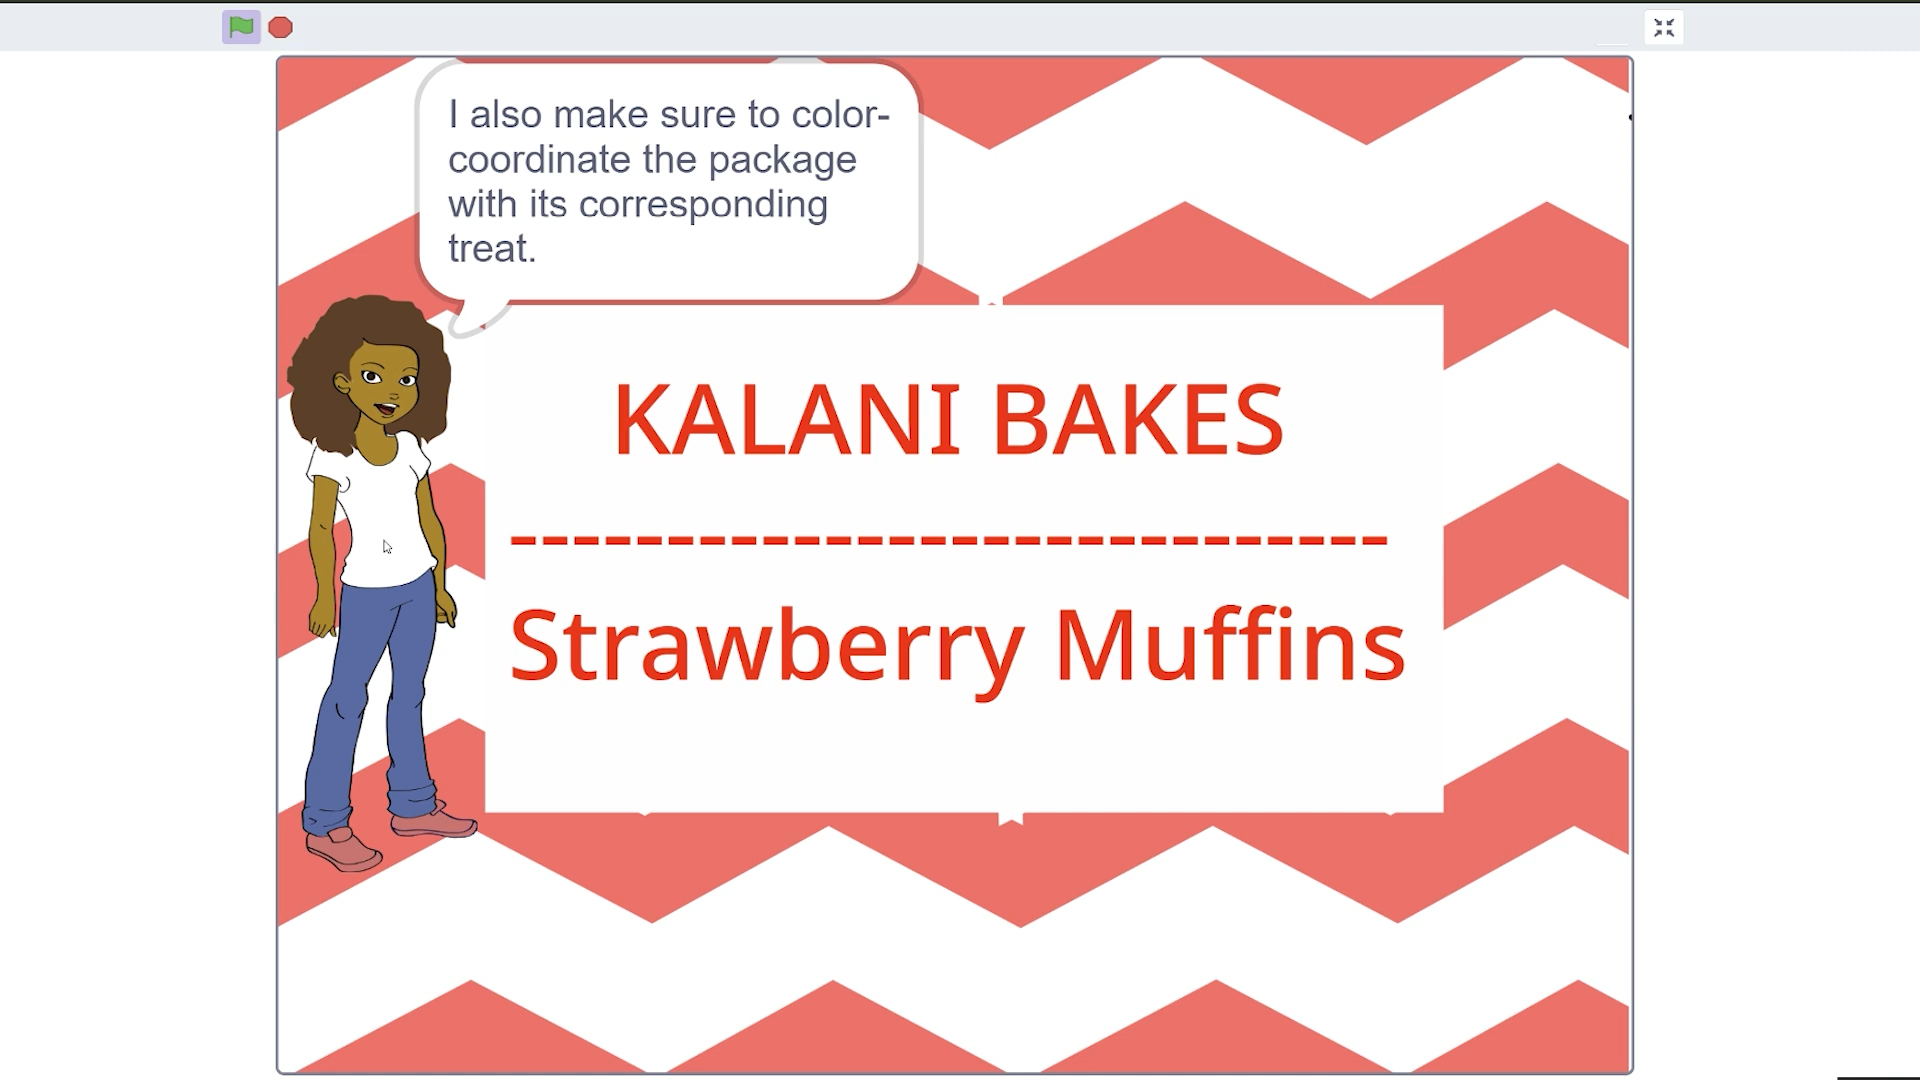 I also make sure to color-
coordinate the package
with its corresponding
treat.
KALANI BAKES
----------------------------
Strawberry Muffins